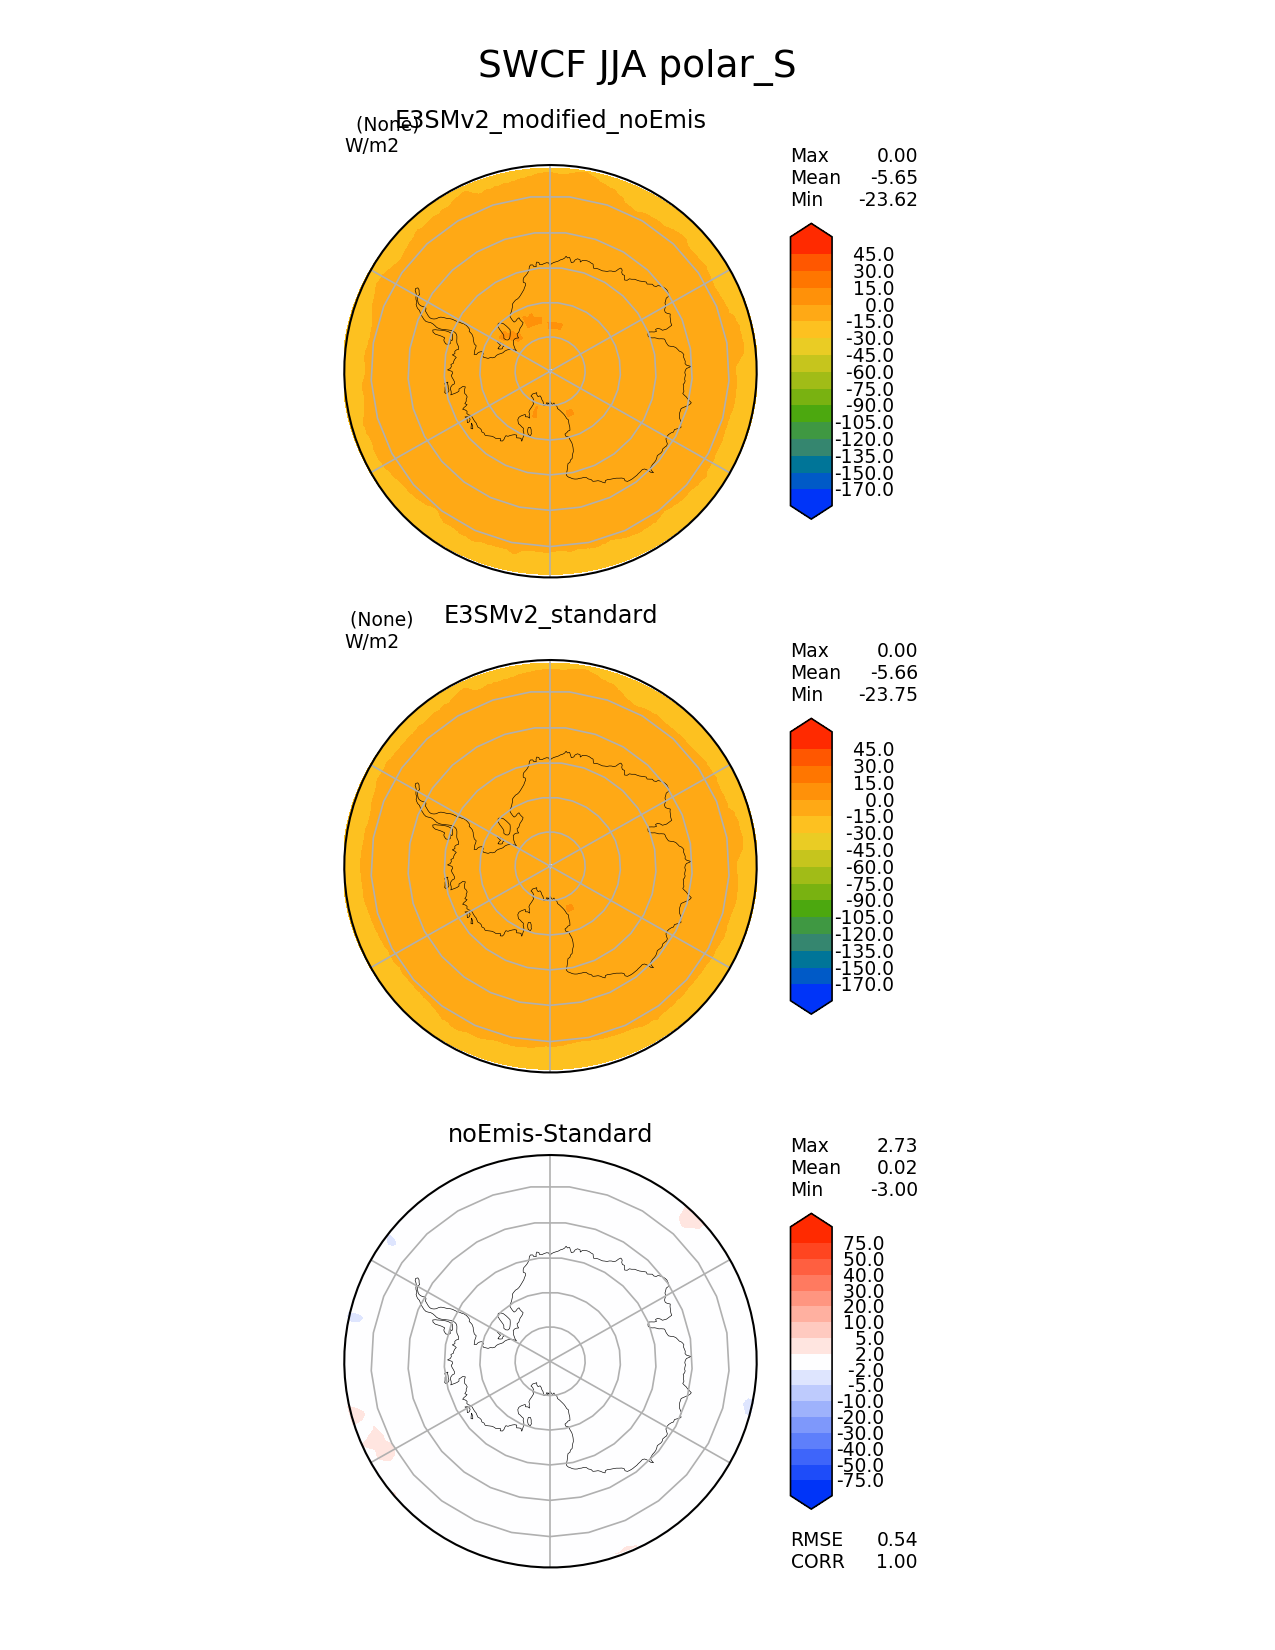 SWCF JJA polar_S
E3SMv2_modified_noEmis
(None)
W/m2
Max 0.00
Mean -5.65
Min -23.62
45.0
30.0
15.0
0.0
-15.0
-30.0
-45.0
-60.0
-75.0
-90.0
-105.0
-120.0
-135.0
-150.0
-170.0
E3SMv2_standard
(None)
W/m2
Max 0.00
Mean -5.66
Min -23.75
45.0
30.0
15.0
0.0
-15.0
-30.0
-45.0
-60.0
-75.0
-90.0
-105.0
-120.0
-135.0
-150.0
-170.0
noEmis-Standard
Max 2.73
Mean 0.02
Min -3.00
75.0
50.0
40.0
30.0
20.0
10.0
5.0
2.0
-2.0
-5.0
-10.0
-20.0
-30.0
-40.0
-50.0
-75.0
RMSE 0.54
CORR 1.00